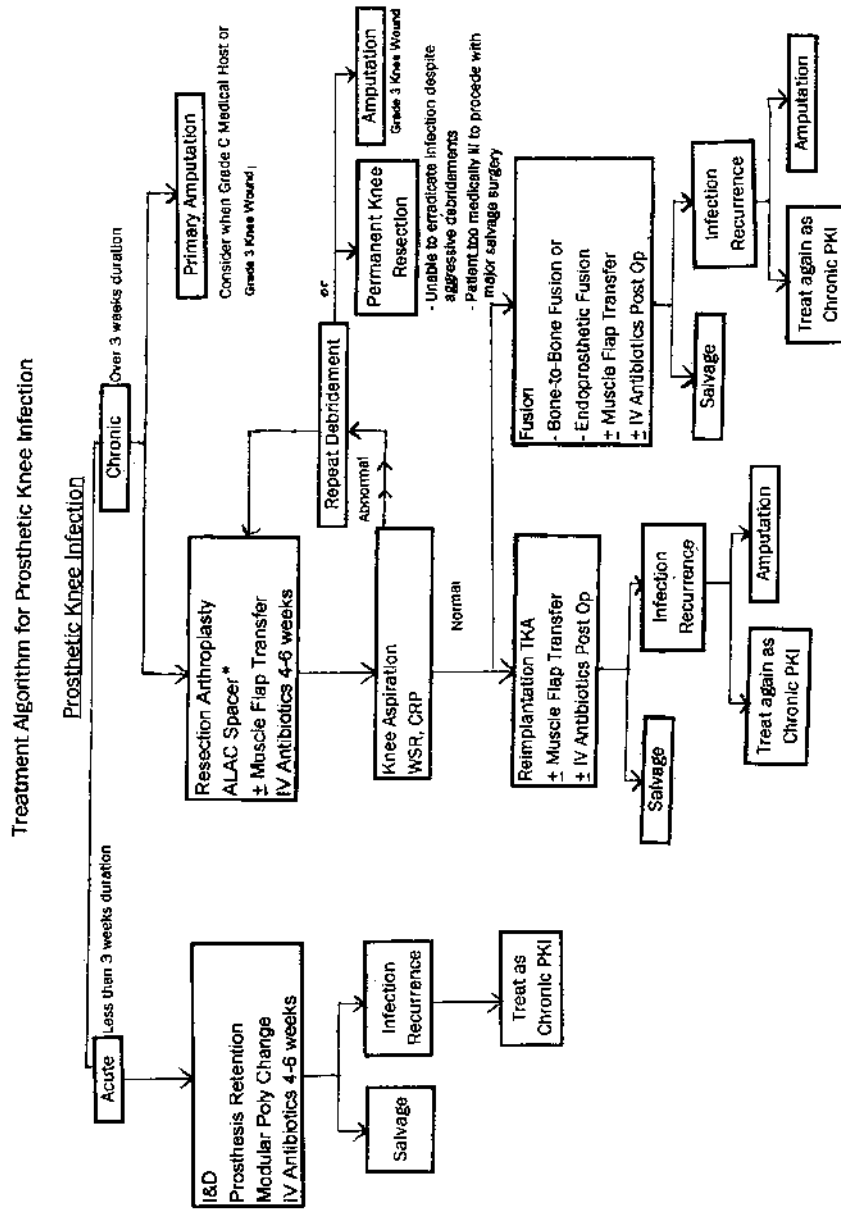 Treatment Algorithm for Prosthetic Knee Infection
Prosthetic Knee Infection
Acute
Less than 3 weeks duration
I&D
Prosthesis Retention
Modular Poly Change
IV Antibiotics 4-6 weeks
Salvage
Infection
Recurrence
Treat as
Chronic PKI
Chronic
Over 3 weeks duration
Resection Arthroplasty
ALAC Spacer*
± Muscle Flap Transfer
IV Antibiotics 4-6 weeks
Primary Amputation
Consider when Grade C Medical Host or
Grade 3 Knee Wound
Knee Aspiration
WSR, CRP
Abnormal
Repeat Debridement
or
Permanent Knee
Resection
- Unable to erradicate infection despite
aggressive debridements
- Patient too medically ill to procede with
major salvage surgery
Amputation
Grade 3 Knee Wound
Normal
Reimplantation TKA
± Muscle Flap Transfer
± IV Antibiotics Post Op
Salvage
Infection
Recurrence
Treat again as
Chronic PKI
Amputation
Fusion
- Bone-to-Bone Fusion or
- Endoprosthetic Fusion
± Muscle Flap Transfer
± IV Antibiotics Post Op
Salvage
Infection
Recurrence
Treat again as
Chronic PKI
Amputation